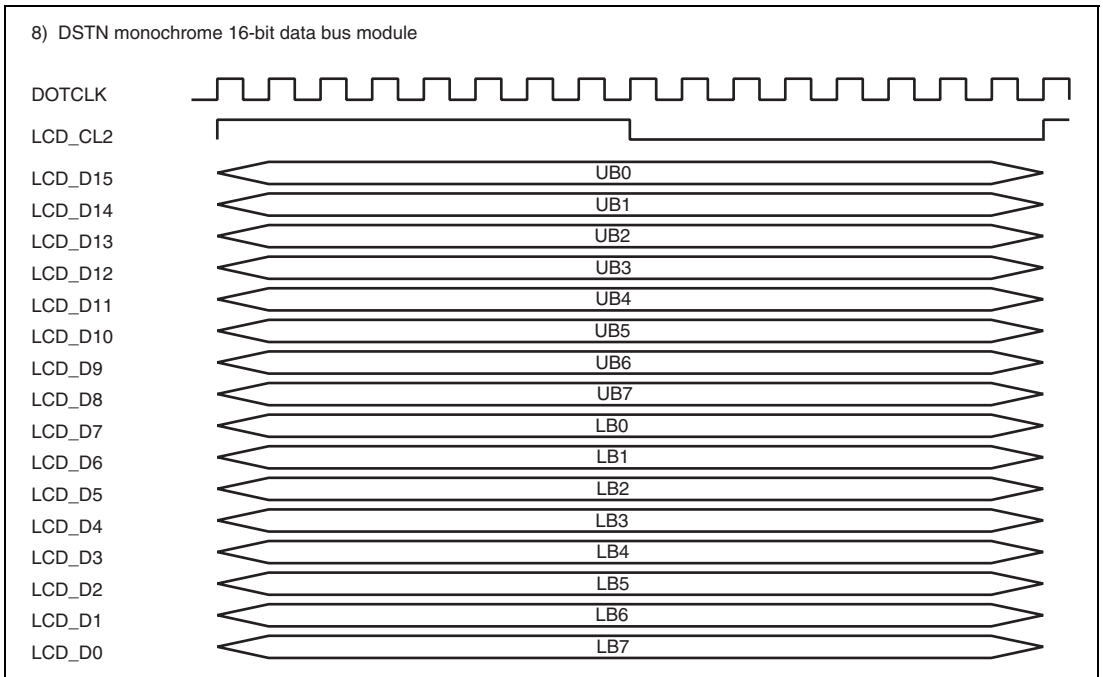 8) DSTN monochrome 16-bit data bus module
DOTCLK
LCD_CL2
LCD_D15 UB0
LCD_D14 UB1
LCD_D13 UB2
LCD_D12 UB3
LCD_D11 UB4
LCD_D10 UB5
LCD_D9 UB6
LCD_D8 UB7
LCD_D7 LB0
LCD_D6 LB1
LCD_D5 LB2
LCD_D4 LB3
LCD_D3 LB4
LCD_D2 LB5
LCD_D1 LB6
LCD_D0 LB7